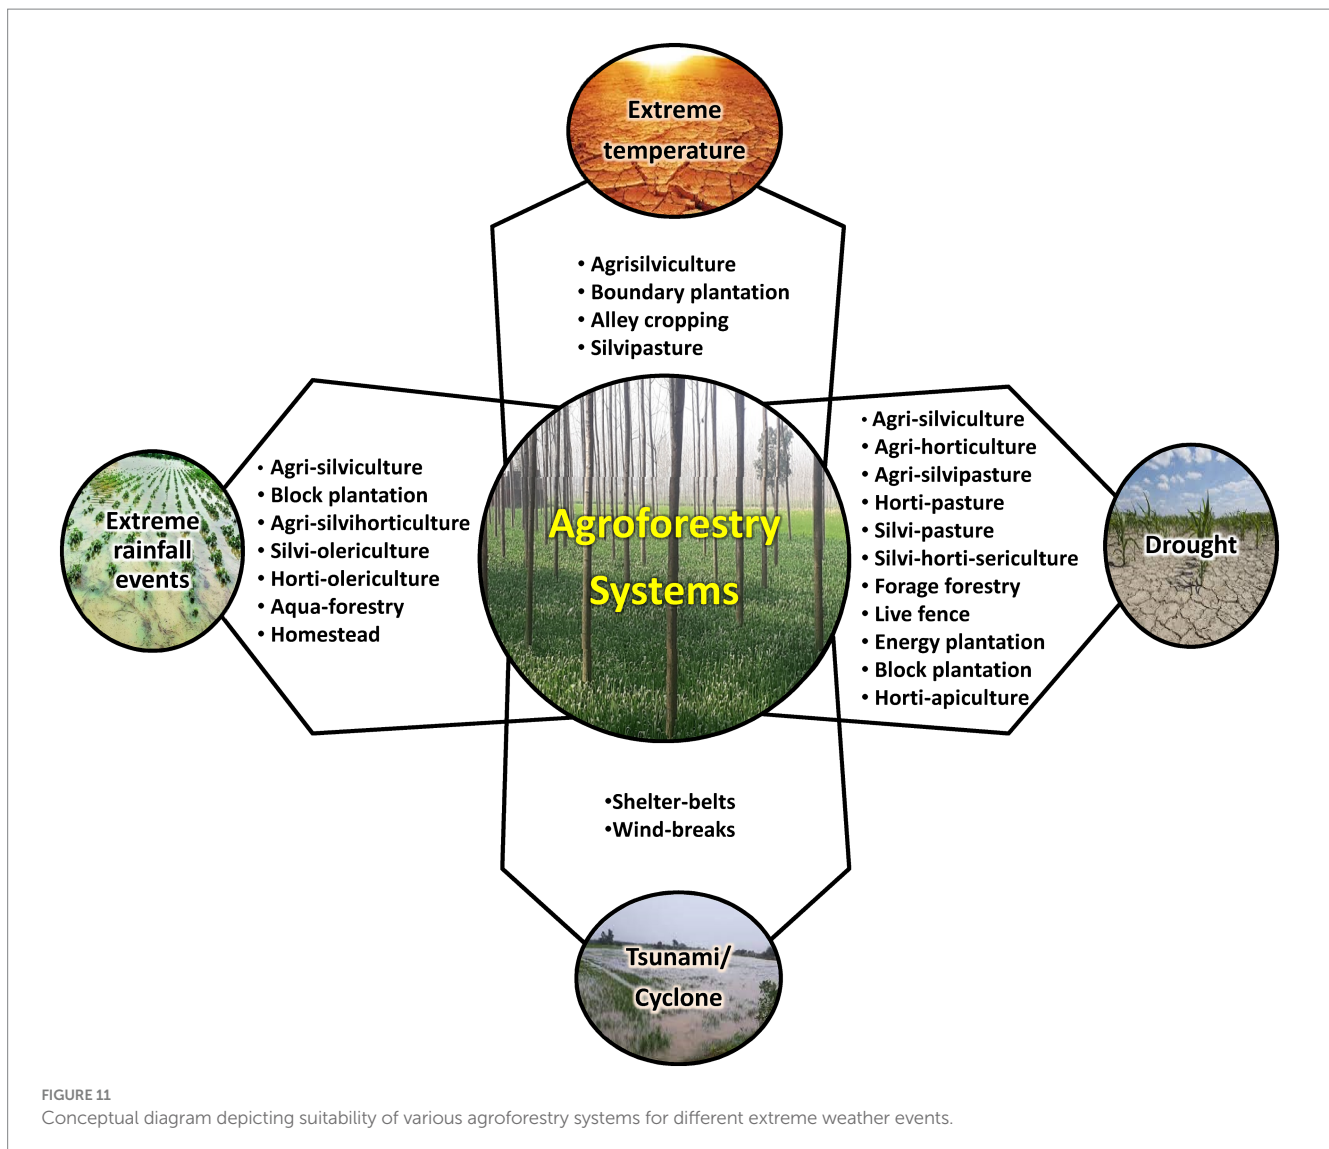 Extreme
temperature
• Agrisilviculture
• Boundary plantation
• Alley cropping
• Silvipasture
Extreme
rainfall
events
• Agri-silviculture
• Block plantation
• Agri-silvihorticulture
• Silvi-olericulture
• Horti-olericulture
• Aqua-forestry
• Homestead
Agroforestry
Systems
• Agri-silviculture
• Agri-horticulture
• Agri-silvipasture
• Horti-pasture
• Silvi-pasture
• Silvi-horti-sericulture
• Forage forestry
• Live fence
• Energy plantation
• Block plantation
• Horti-apiculture
Drought
•Shelter-belts
•Wind-breaks
Tsunami/
Cyclone
FIGURE 11
Conceptual diagram depicting suitability of various agroforestry systems for different extreme weather events.